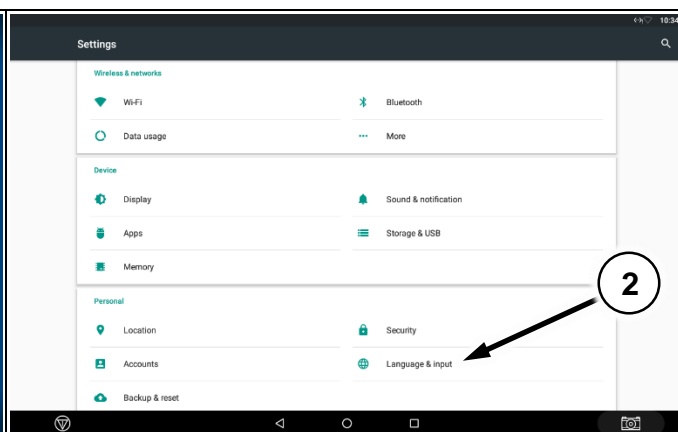 10:34
Settings
Wireless & networks
Wi-Fi
Bluetooth
Data usage
More
Device
Display
Sound & notification
Apps
Storage & USB
Memory
2
Personal
Location
Security
Accounts
Language & input
Backup & reset